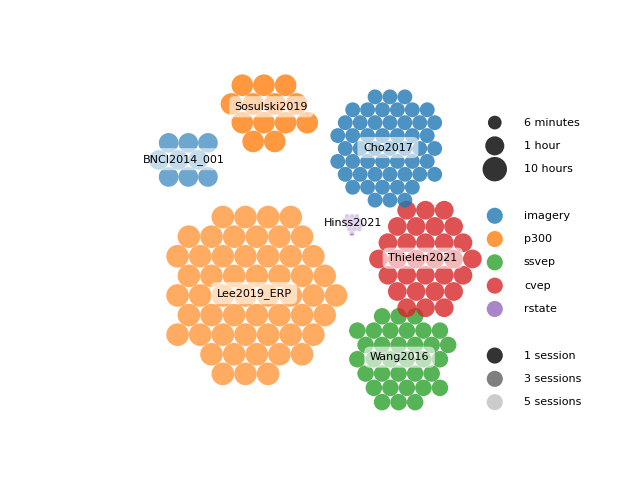 Sosulski2019
BNCI2014_001
Cho2017
Hinss2021
Thielen2021
Lee2019_ERP
Wang2016
6 minutes
1 hour
10 hours
imagery
p300
ssvep
cvep
rstate
1 session
3 sessions
5 sessions